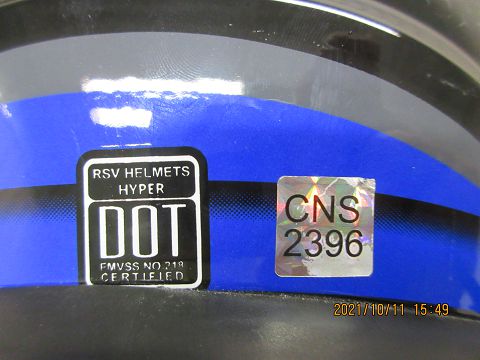 RSV HELMETS
HYPER
DOT
FMVSS NO.218
CERTIFIED
CNS
2396
2021/10/11 15:49